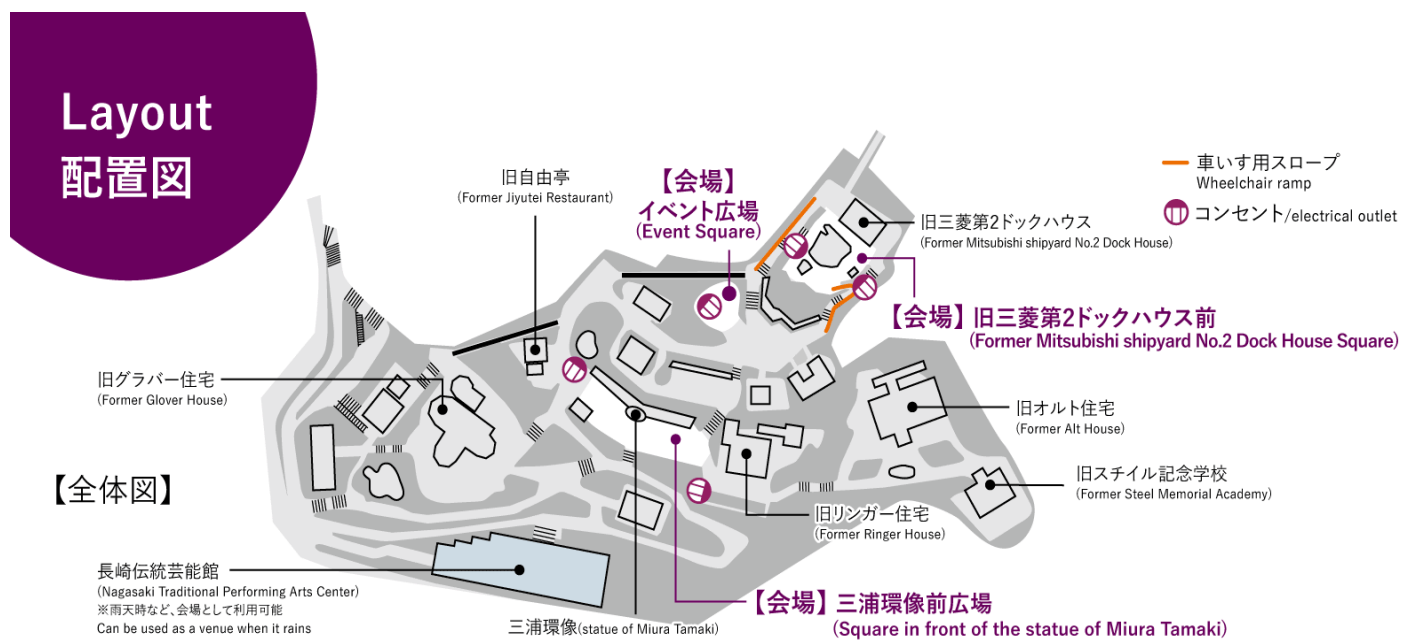 Layout
配置図
車いす用スロープ
Wheelchair ramp
コンセント/electrical outlet
旧自由亭
(Former Jiyutei Restaurant)
【会場】
イベント広場
(Event Square)
旧三菱第2ドックハウス
(Former Mitsubishi shipyard No.2 Dock House)
【会場】旧三菱第2ドックハウス前
(Former Mitsubishi shipyard No.2 Dock House Square)
旧グラバー住宅
(Former Glover House)
旧オルト住宅
(Former Alt House)
【全体図】
旧スチイル記念学校
(Former Steel Memorial Academy)
旧リンガー住宅
(Former Ringer House)
長崎伝統芸能館
(Nagasaki Traditional Performing Arts Center)
※雨天時など、会場として利用可能
Can be used as a venue when it rains
三浦環像(statue of Miura Tamaki)
【会場】三浦環像前広場
(Square in front of the statue of Miura Tamaki)